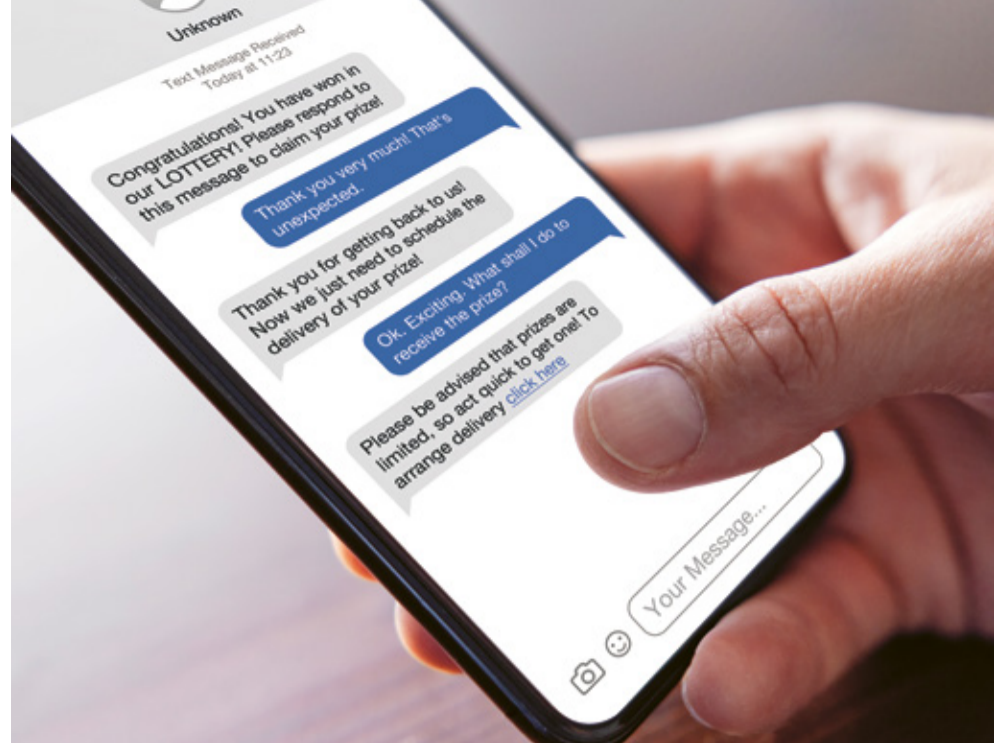 Unknown
Text Message Received
Today at 11:23
Congratulations! You have won in
our LOTTERY! Please respond to
this message to claim your prize!
Thank you very much! That's
unexpected.
Thank you for getting back to us!
Now we just need to schedule the
delivery of your prize!
Ok. Exciting. What shall I do to
receive the prize?
Please be advised that prizes are
limited, so act quick to get one! To
arrange delivery click here
Your Message...